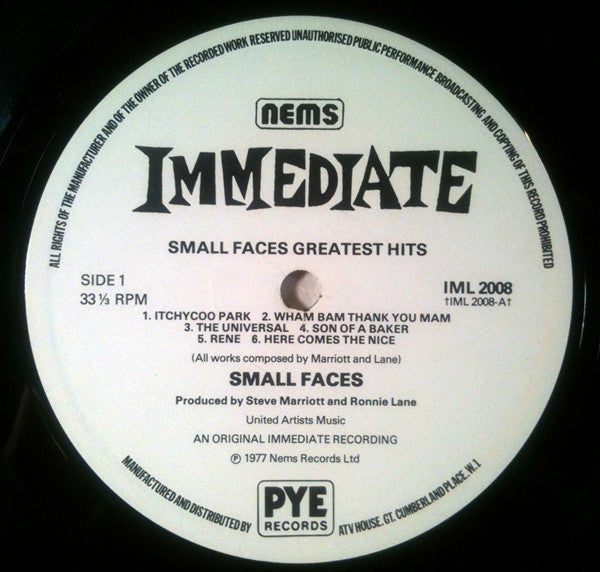 ALL RIGHTS OF THE MANUFACTURER AND OF THE OWNER OF THE RECORDED WORK RESERVED UNAUTHORISED PUBLIC PERFORMANCE BROADCASTING AND COPYING OF THIS RECORD PROHIBITED
nems
IMMEDIATE
SMALL FACES GREATEST HITS
SIDE 1
33⅓ RPM
IML 2008
†IML 2008-A†
1. ITCHYCOO PARK 2. WHAM BAM THANK YOU MAM
3. THE UNIVERSAL 4. SON OF A BAKER
5. RENE 6. HERE COMES THE NICE
(All works composed by Marriott and Lane)
SMALL FACES
Produced by Steve Marriott and Ronnie Lane
United Artists Music
AN ORIGINAL IMMEDIATE RECORDING
℗ 1977 Nems Records Ltd
MANUFACTURED AND DISTRIBUTED BY
PYE
RECORDS
ATV HOUSE. GT. CUMBERLAND PLACE. W.1